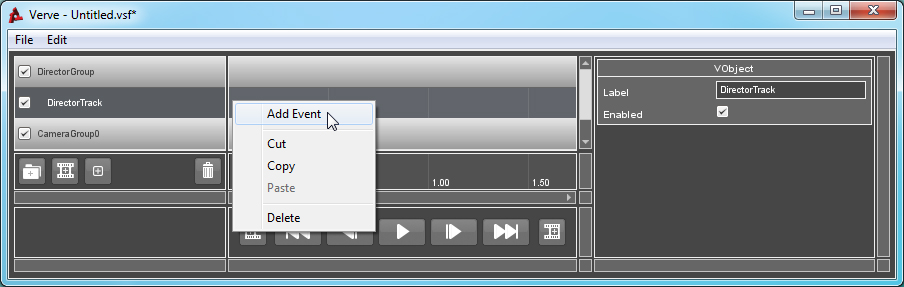 Verve - Untitled.vsf*
File Edit
DirectorGroup
DirectorTrack
CameraGroup0
Add Event
Cut
Copy
Paste
Delete
1.00 1.50
VObject
Label DirectorTrack
Enabled